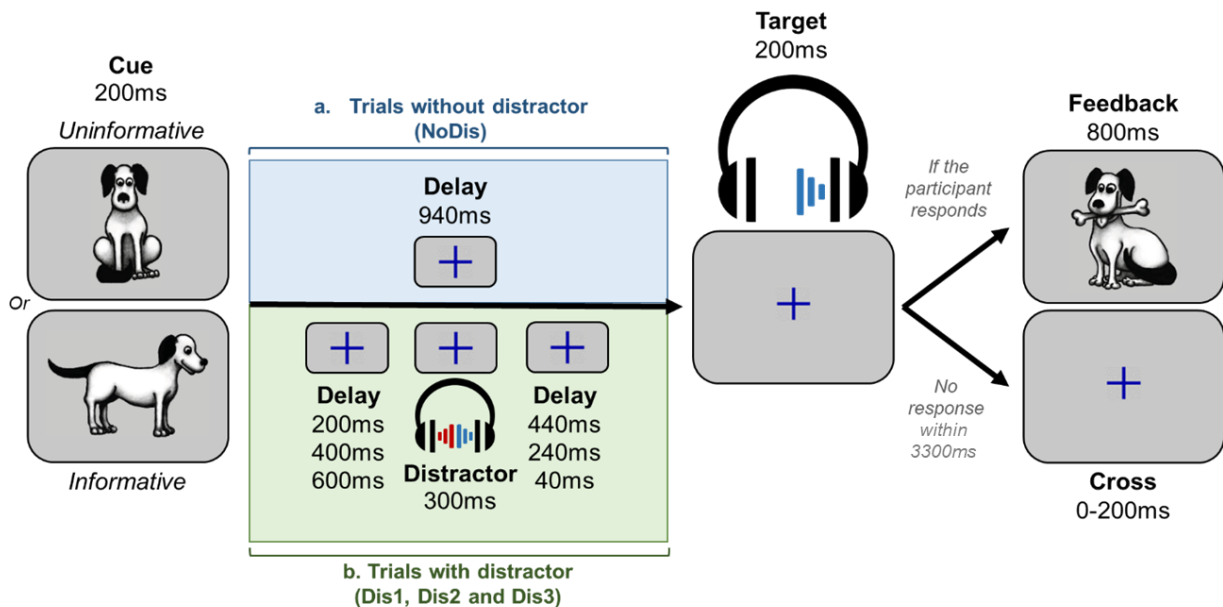 Cue
200ms
Uninformative
Or
Informative
a. Trials without distractor
(NoDis)
Delay
940ms
Delay
200ms
400ms
600ms
Distractor
300ms
Delay
440ms
240ms
40ms
b. Trials with distractor
(Dis1, Dis2 and Dis3)
Target
200ms
If the
participant
responds
No
response
within
3300ms
Feedback
800ms
Cross
0-200ms